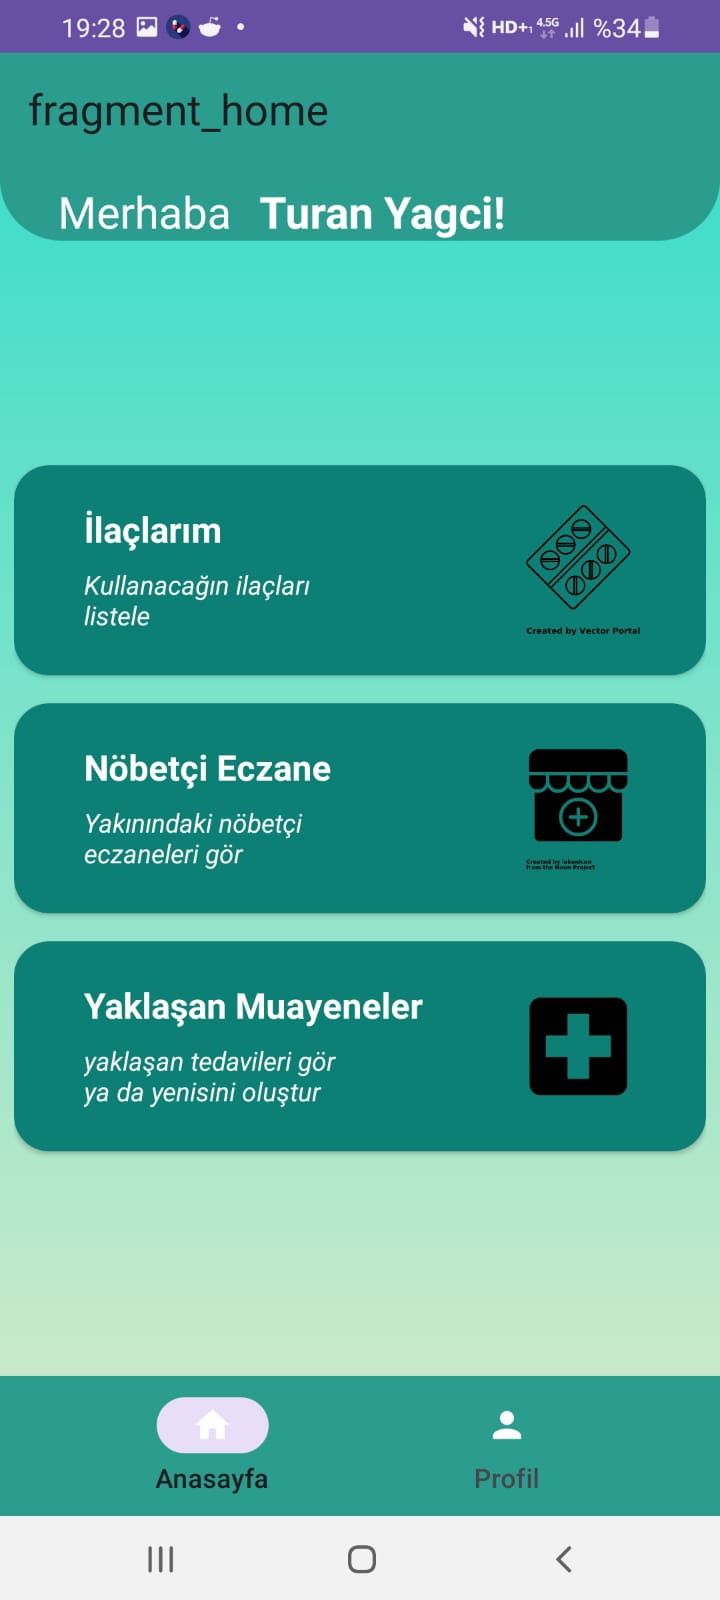 19:28 HD+1 4.5G %34
fragment_home
Merhaba Turan Yagci!
İlaçlarım
Kullanacağın ilaçları
listele
Created by Vector Portal
Nöbetçi Eczane
Yakınındaki nöbetçi
eczaneleri gör
Created by
from the Noun Project
Yaklaşan Muayeneler
yaklaşan tedavileri gör
ya da yenisini oluştur
Anasayfa Profil